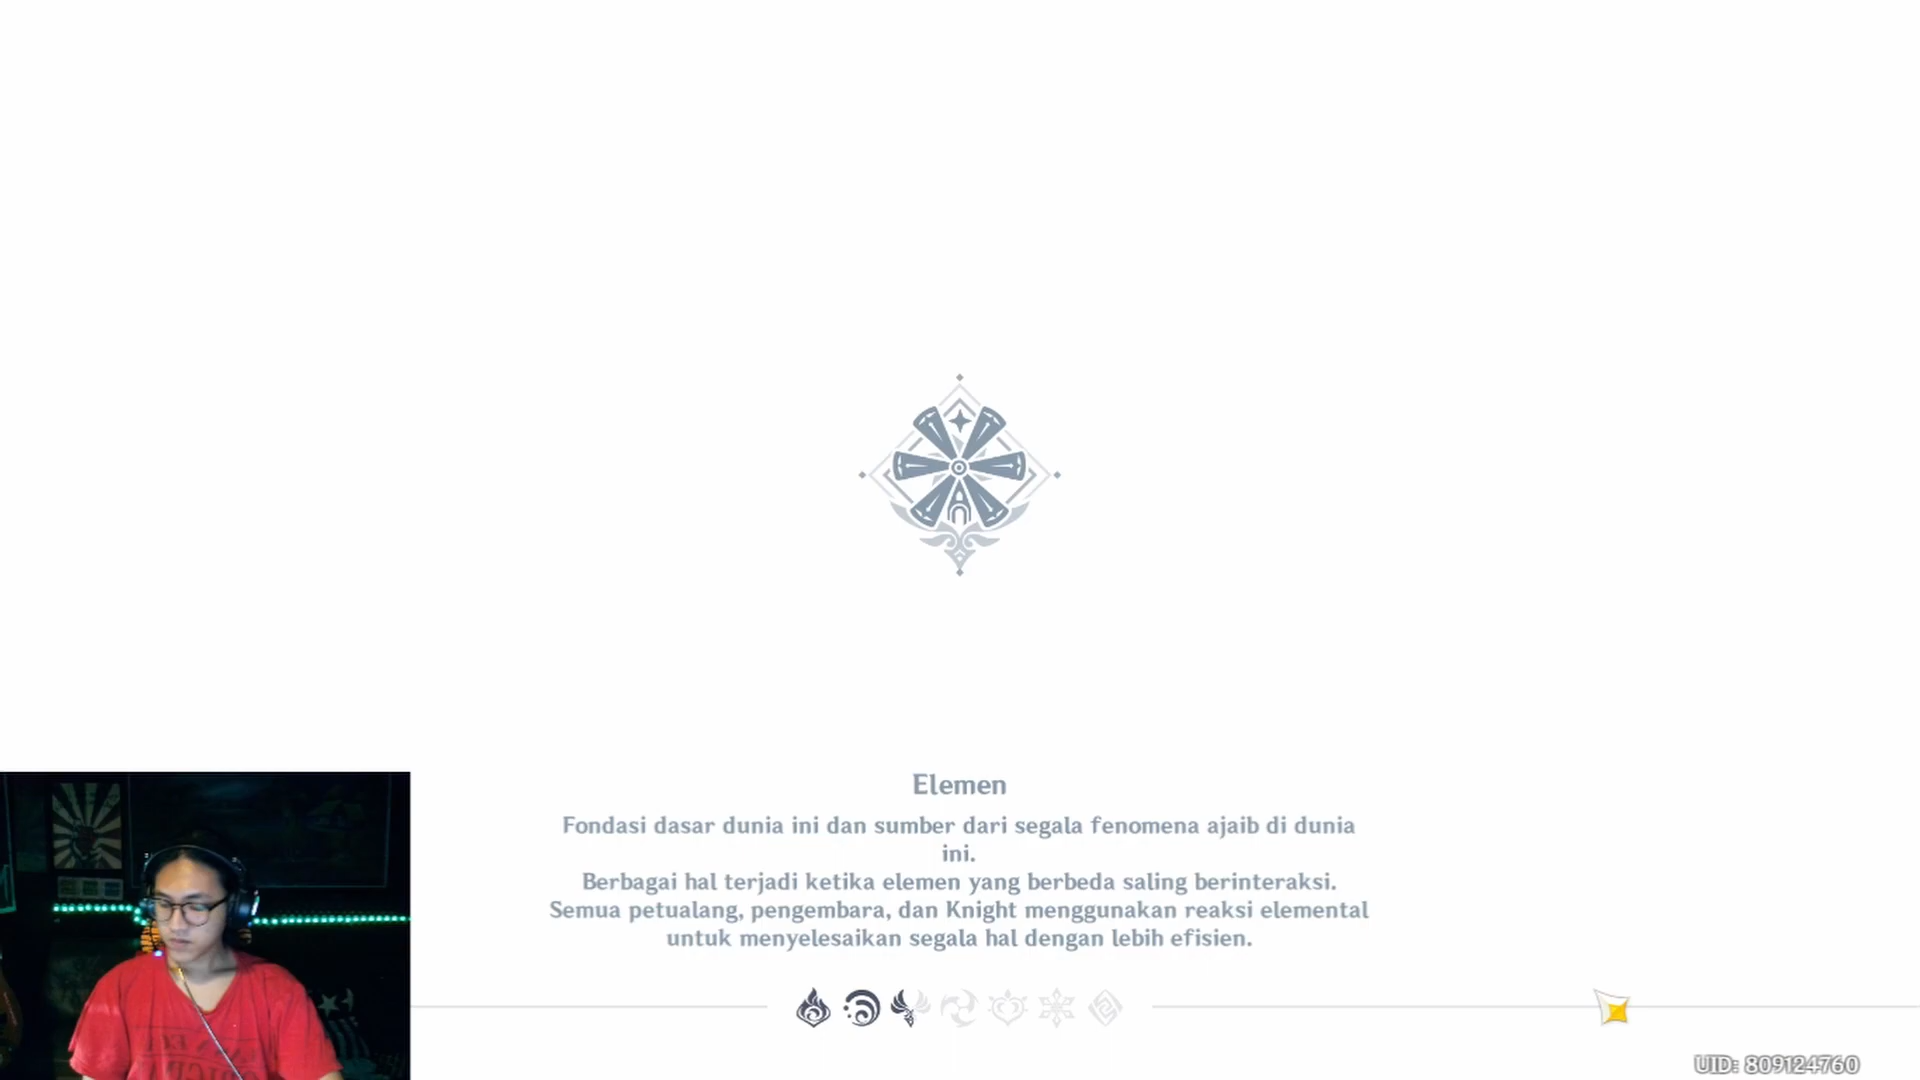 Elemen
Fondasi dasar dunia ini dan sumber dari segala fenomena ajaib di dunia
ini.
Berbagai hal terjadi ketika elemen yang berbeda saling berinteraksi.
Semua petualang, pengembara, dan Knight menggunakan reaksi elemental
untuk menyelesaikan segala hal dengan lebih efisien.
UID: 809124760